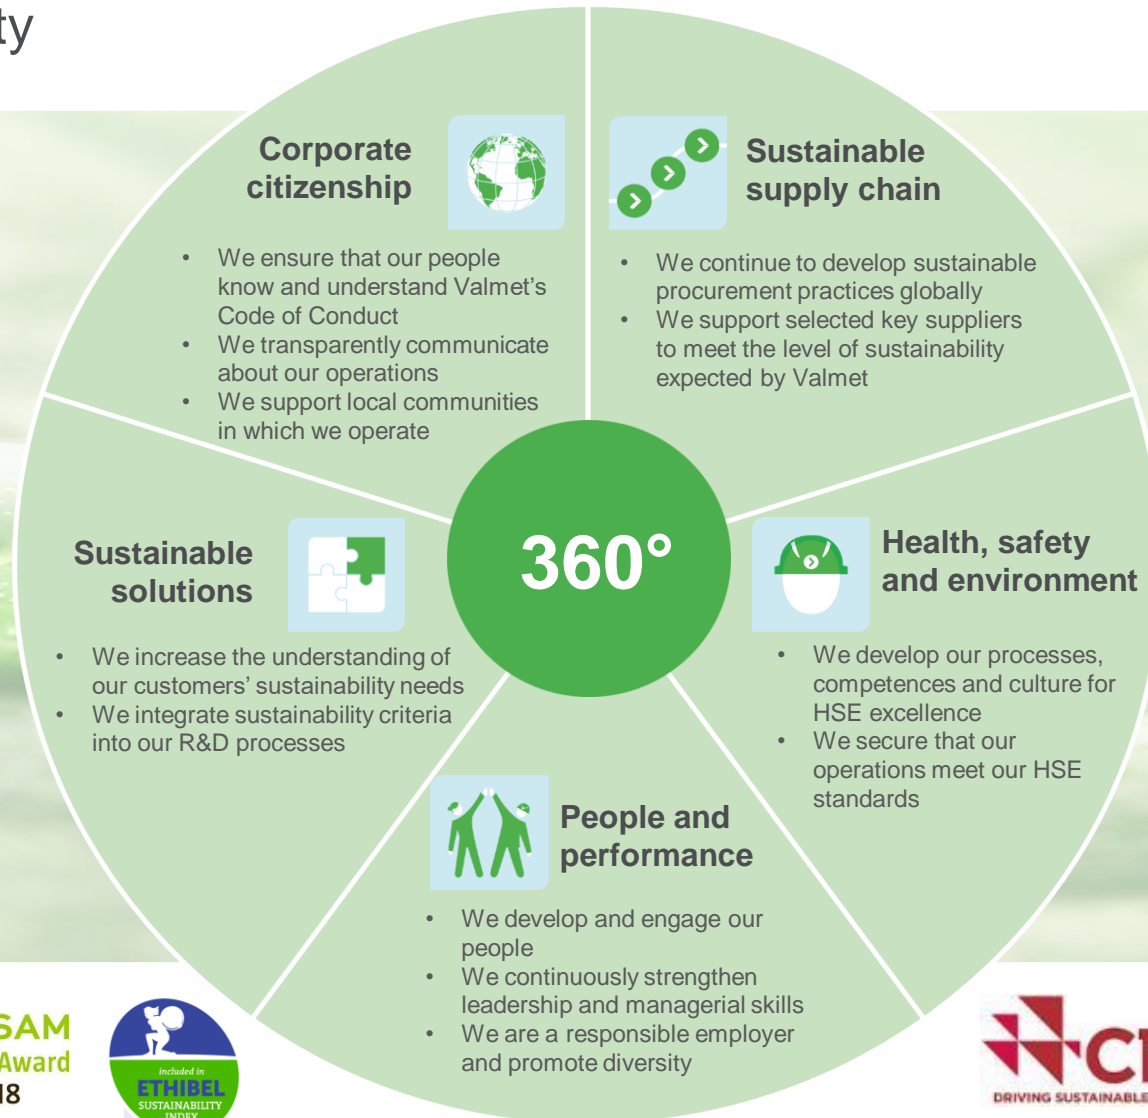 Corporate
citizenship
• We ensure that our people
know and understand Valmet's
Code of Conduct
• We transparently communicate
about our operations
• We support local communities
in which we operate
Sustainable
supply chain
• We continue to develop sustainable
procurement practices globally
• We support selected key suppliers
to meet the level of sustainability
expected by Valmet
360°
Sustainable
solutions
• We increase the understanding of
our customers' sustainability needs
• We integrate sustainability criteria
into our R&D processes
Health, safety
and environment
• We develop our processes,
competences and culture for
HSE excellence
• We secure that our
operations meet our HSE
standards
People and
performance
• We develop and engage our
people
• We continuously strengthen
leadership and managerial skills
• We are a responsible employer
and promote diversity
Award
included in
ETHIBEL
SUSTAINABILITY
INDEX
DRIVING